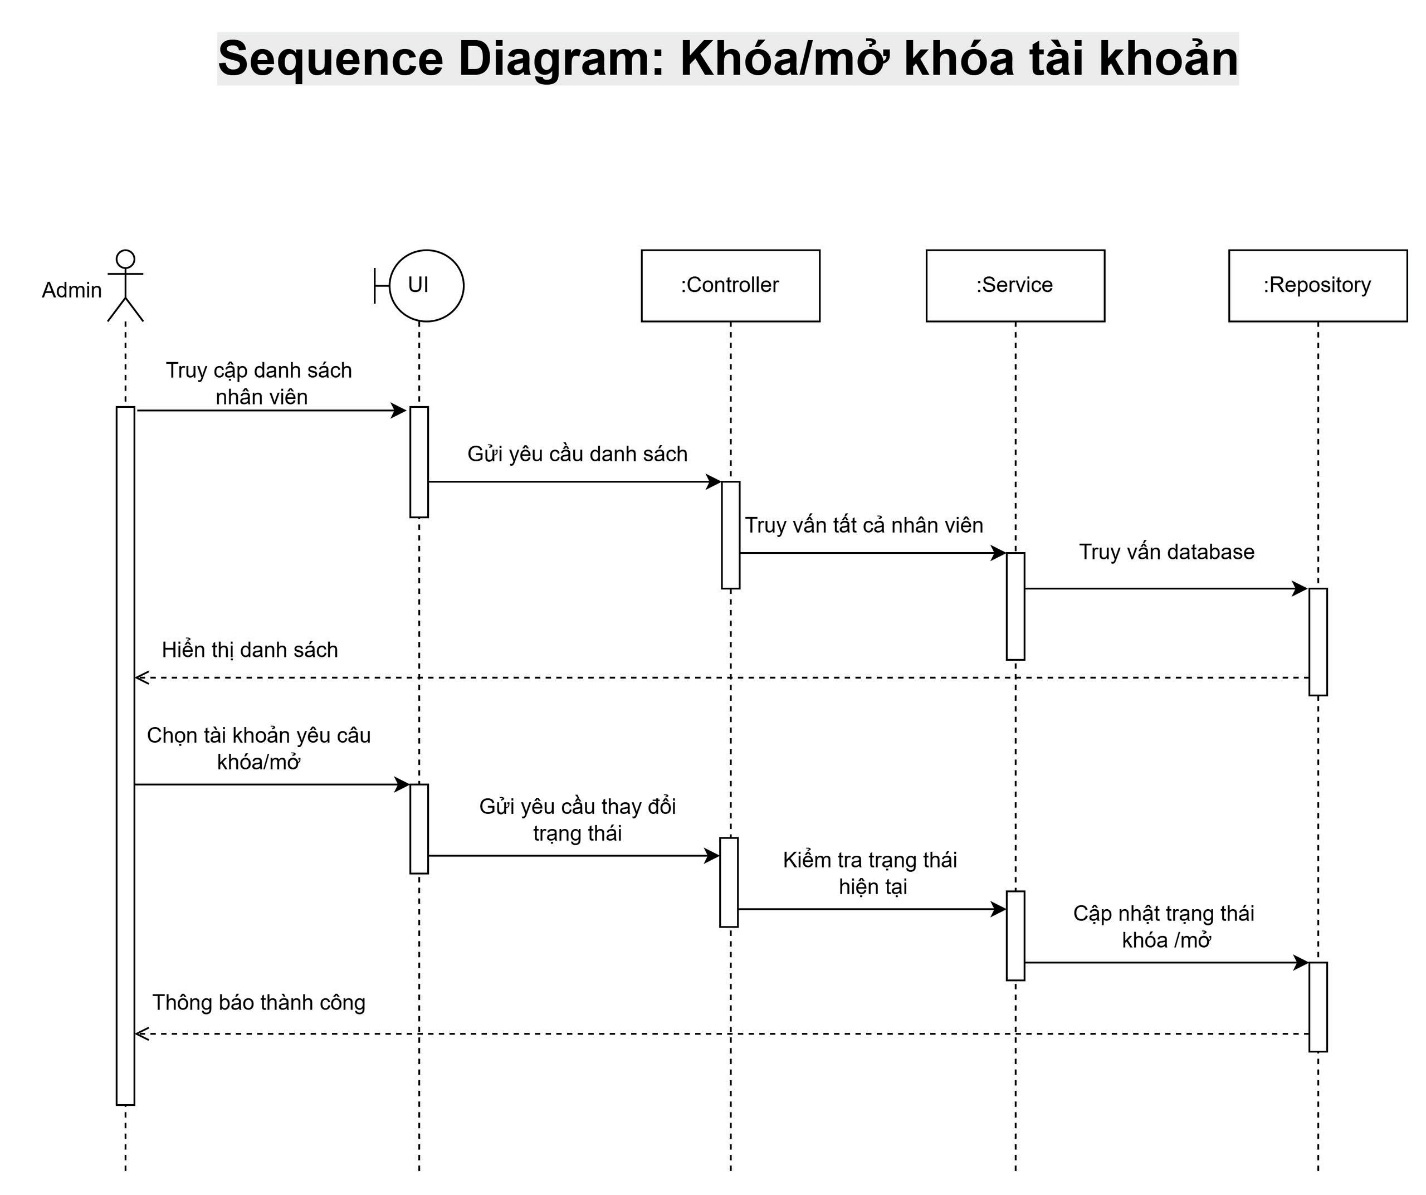 Sequence Diagram: Khóa/mở khóa tài khoản
Admin
UI
:Controller
:Service
:Repository
Truy cập danh sách
nhân viên
Gửi yêu cầu danh sách
Truy vấn tất cả nhân viên
Truy vấn database
Hiển thị danh sách
Chọn tài khoản yêu câu
khóa/mở
Gửi yêu cầu thay đổi
trạng thái
Kiểm tra trạng thái
hiện tại
Cập nhật trạng thái
khóa /mở
Thông báo thành công